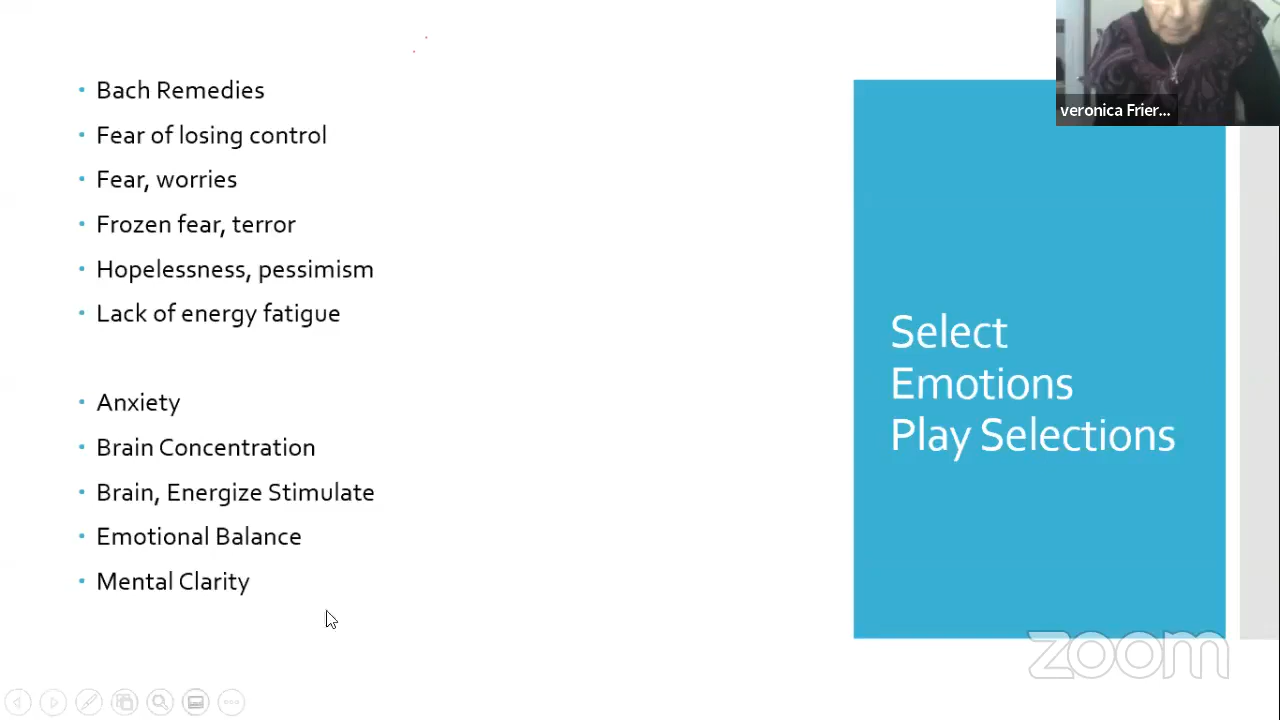 Bach Remedies
Fear of losing control
Fear, worries
Frozen fear, terror
Hopelessness, pessimism
Lack of energy fatigue
Anxiety
Brain Concentration
Brain, Energize Stimulate
Emotional Balance
Mental Clarity
Select
Emotions
Play Selections
veronica Frier...
zoom